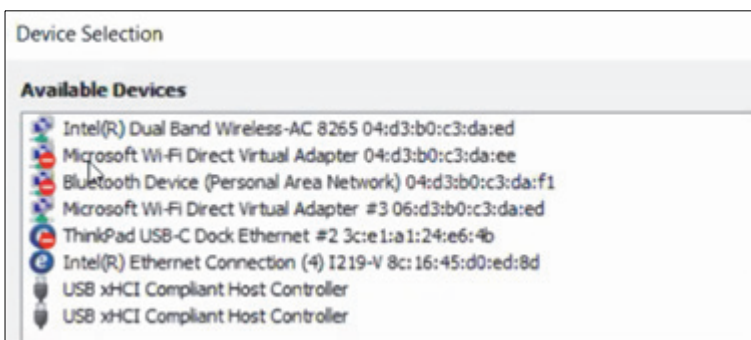 Device Selection
Available Devices
Intel(R) Dual Band Wireless-AC 8265 04:d3:b0:c3:da:ed
Microsoft Wi-Fi Direct Virtual Adapter 04:d3:b0:c3:da:ee
Bluetooth Device (Personal Area Network) 04:d3:b0:c3:da:f1
Microsoft Wi-Fi Direct Virtual Adapter #3 06:d3:b0:c3:da:ed
ThinkPad USB-C Dock Ethernet #2 3c:e1:a1:24:e6:4b
Intel(R) Ethernet Connection (4) I219-V 8c:16:45:d0:ed:8d
USB xHCI Compliant Host Controller
USB xHCI Compliant Host Controller